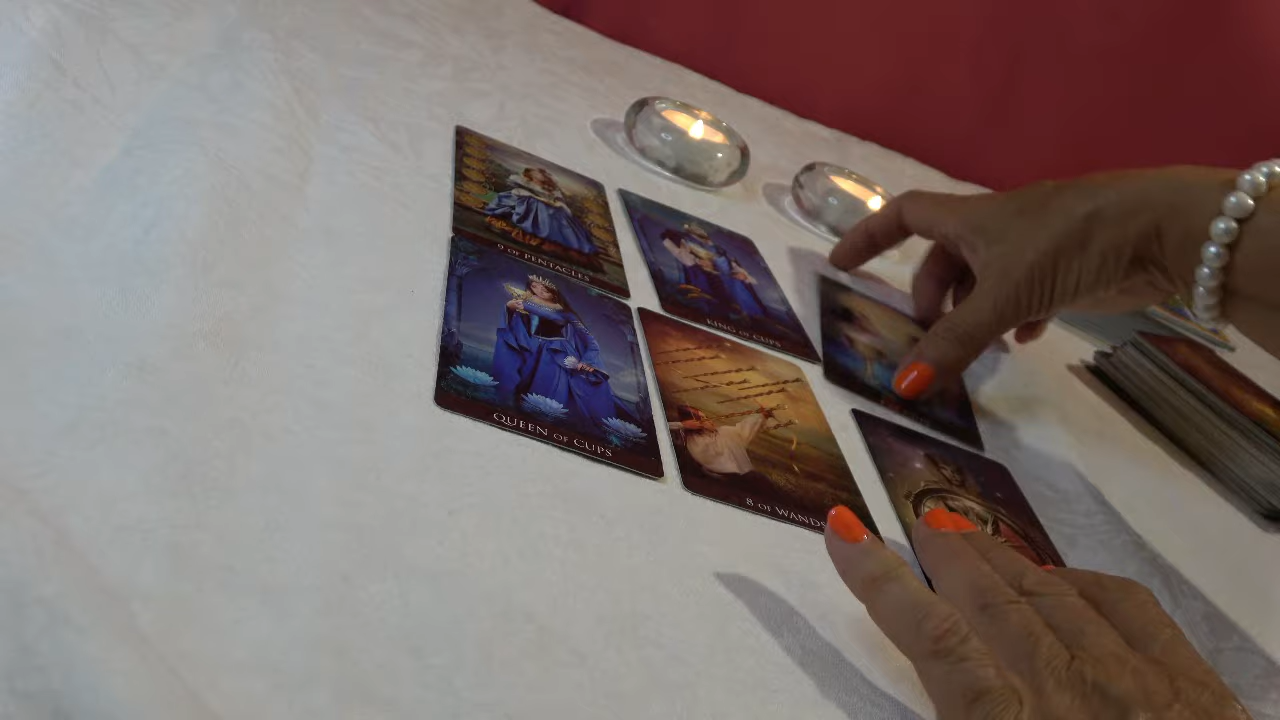 9 OF PENTACLES
KING OF CUPS
QUEEN OF CUPS
8 OF WANDS